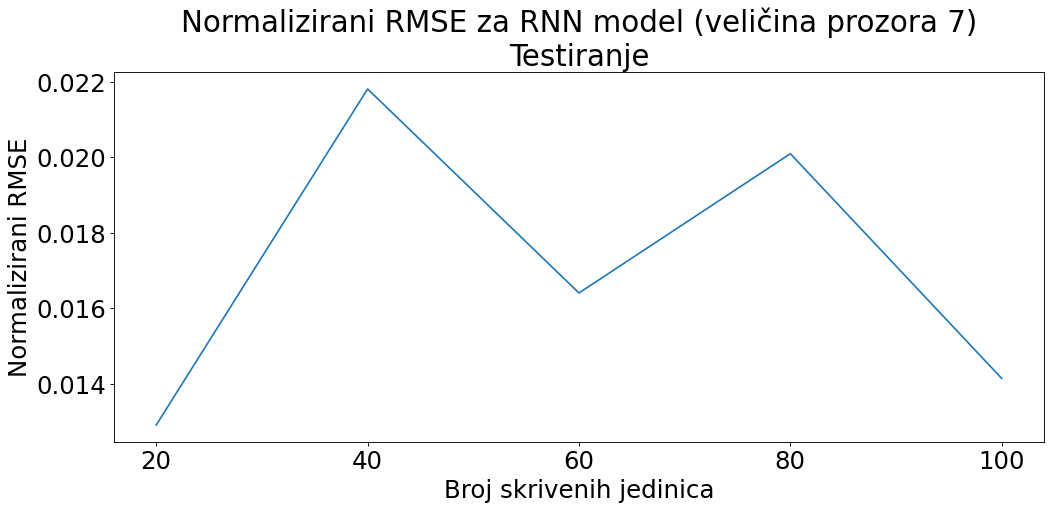 Normalizirani RMSE za RNN model (veličina prozora 7)
Testiranje
Normalizirani RMSE
0.022
0.020
0.018
0.016
0.014
20 40 60 80 100
Broj skrivenih jedinica